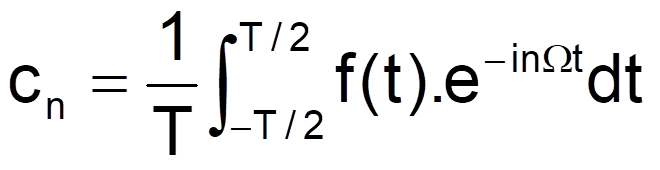 cₙ = 1/T ∫_{-T/2}^{T/2} f(t).e^{-inΩt}dt